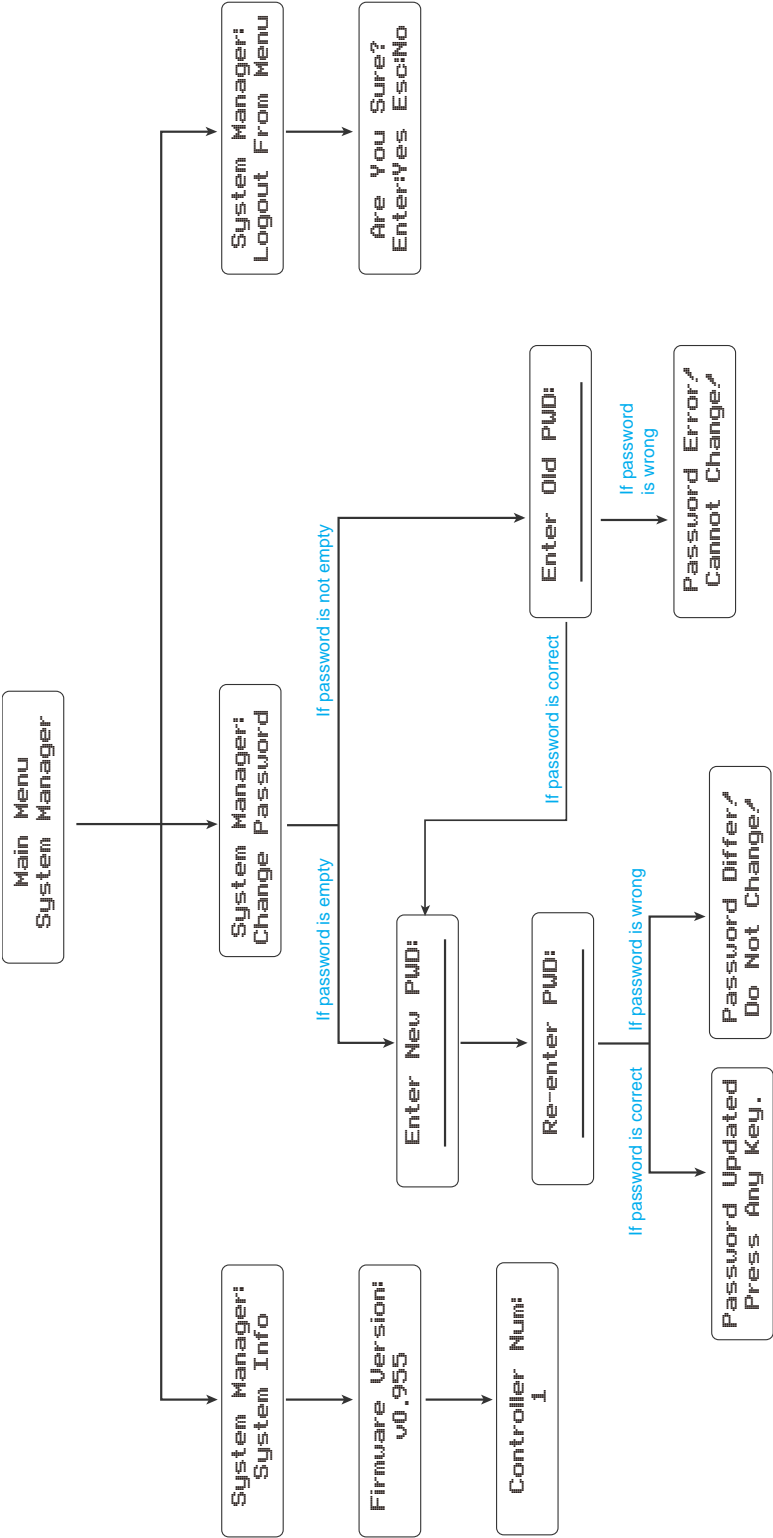 Main Menu
System Manager
System Manager:
System Info
System Manager:
Change Password
System Manager:
Logout From Menu
Firmware Version:
v0.955
If password is empty
If password is not empty
Are You Sure?
Enter:Yes Esc:No
Controller Num:
1
Enter New PWD:
If password is correct
Enter Old PWD:
Re-enter PWD:
If password
is wrong
If password is correct
If password is wrong
Password Error!
Cannot Change!
Password Updated
Press Any Key.
Password Differ!
Do Not Change!